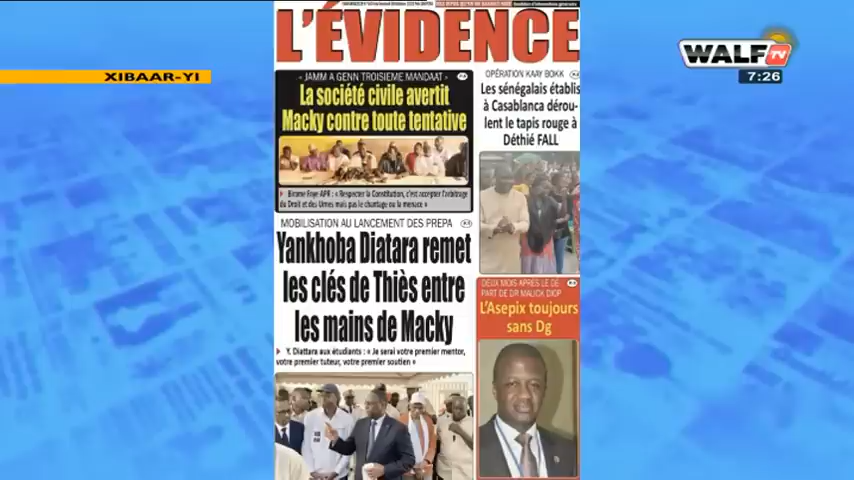 L'ÉVIDENCE
WALF TV
7:26
XIBAAR-YI
« JAMM A GENN TROISIEME MANDAAT »
La société civile avertit
Macky contre toute tentative
Birome Faye APR : « Respecter la Constitution, c'est accepter l'arbitrage
du Droit et des Urnes mais pas le chantage ou la menace »
OPÉRATION KAAY BOKK
Les sénégalais établis
à Casablanca dérou-
lent le tapis rouge à
Déthié FALL
MOBILISATION AU LANCEMENT DES PREPA
Yankhoba Diatara remet
les clés de Thiès entre
les mains de Macky
Y. Diattara aux étudiants : « Je serai votre premier mentor,
votre premier tuteur, votre premier soutien »
DEUX MOIS APRES LE DÉ
PART DE DR MALICK DIOP
L'Asepix toujours
sans Dg